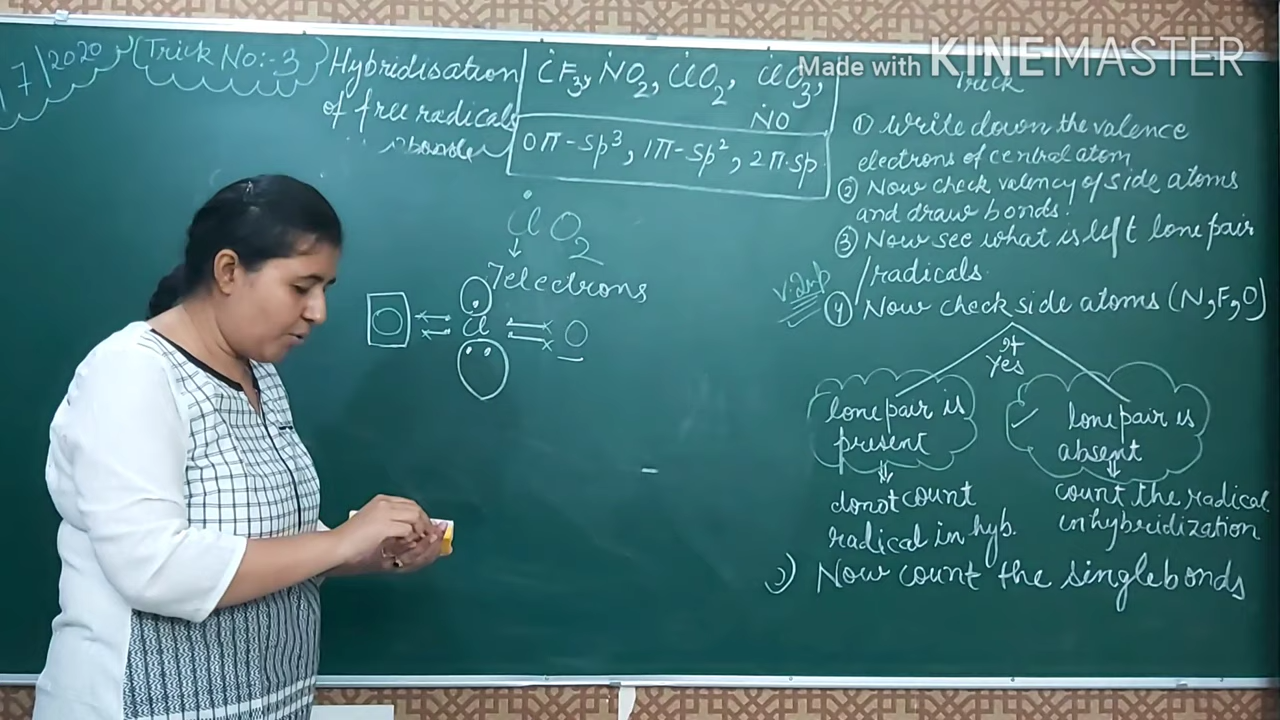 7/2020
(Trick No:-3)
Hybridisation
of free radicals
ĊF₃, ṄO₂, ĊlO₂, ĊlO₃,
ṄO
0π-sp³, 1π-sp², 2π.sp
Made with KINEMASTER
Trick
① Write down the valence
electrons of central atom
② Now check valency of side atoms
and draw bonds.
③ Now see what is left lone pair
/radicals
V.Imp
④ Now check side atoms (N,F,O)
If
Yes
lone pair is
present
⇓
donot count
radical in hyb.
✓ lone pair is
absent
⇓
count the radical
in hybridization
Now count the single bonds
ĊlO₂
↓
7electrons
O Cl O